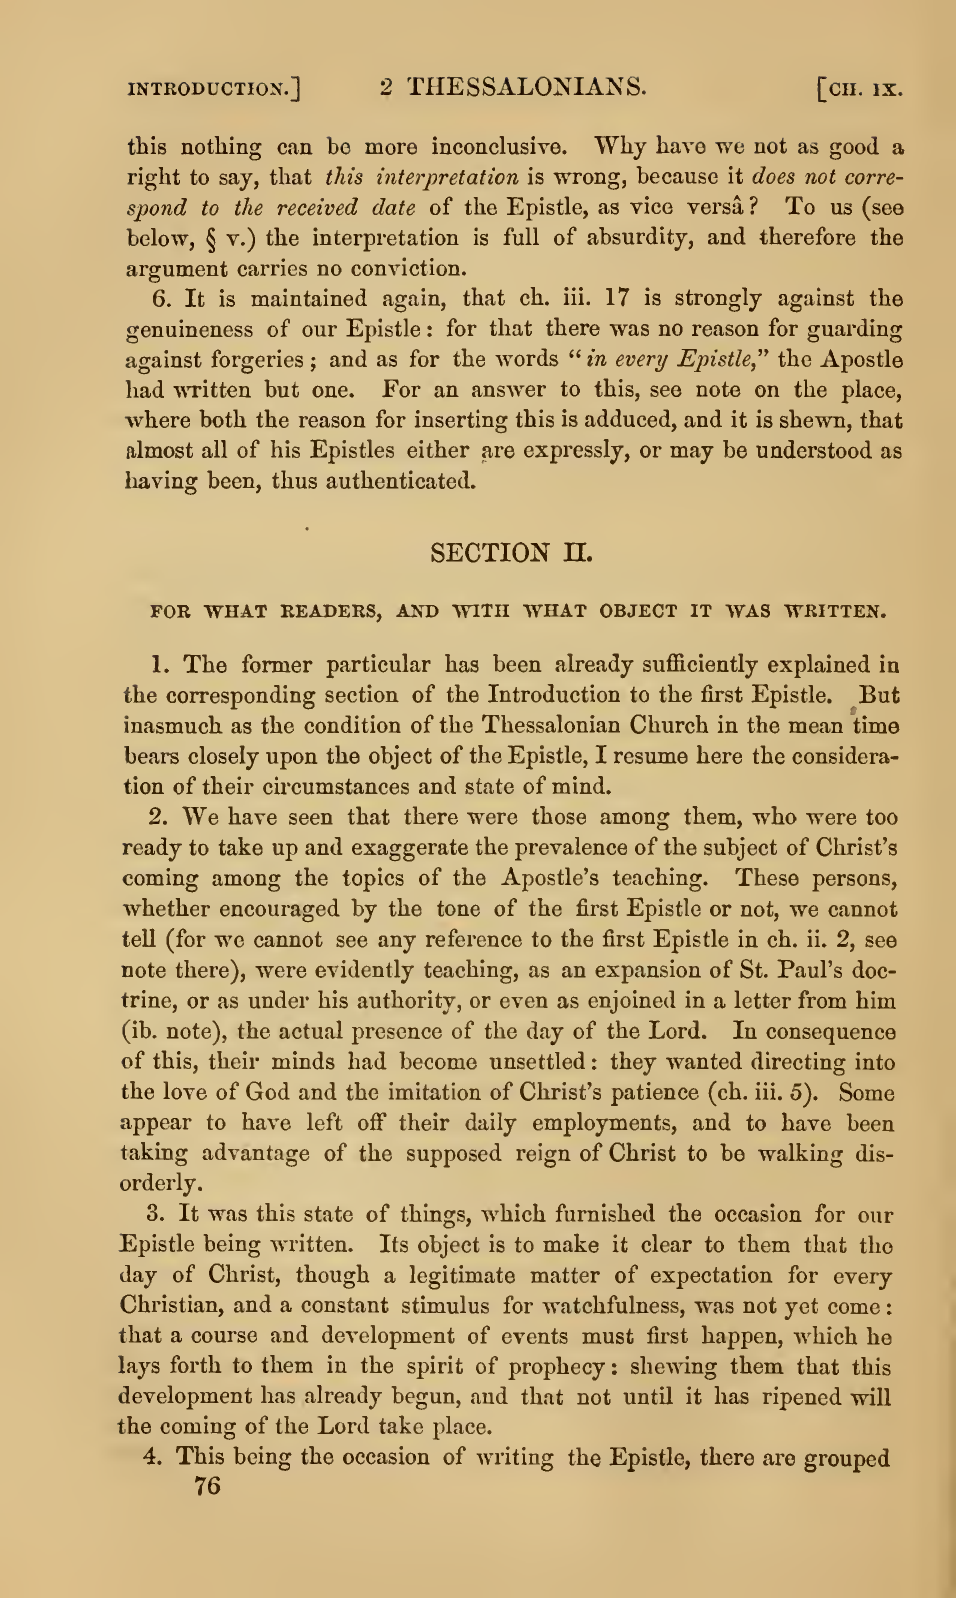 INTRODUCTION.] 2 THESSALONIANS. [CH. IX.
this nothing can be more inconclusive. Why have we not as good a
right to say, that this interpretation is wrong, because it does not corre-
spond to the received date of the Epistle, as vice versâ? To us (see
below, § v.) the interpretation is full of absurdity, and therefore the
argument carries no conviction.
6. It is maintained again, that ch. iii. 17 is strongly against the
genuineness of our Epistle: for that there was no reason for guarding
against forgeries; and as for the words "in every Epistle," the Apostle
had written but one. For an answer to this, see note on the place,
where both the reason for inserting this is adduced, and it is shewn, that
almost all of his Epistles either are expressly, or may be understood as
having been, thus authenticated.
SECTION II.
FOR WHAT READERS, AND WITH WHAT OBJECT IT WAS WRITTEN.
1. The former particular has been already sufficiently explained in
the corresponding section of the Introduction to the first Epistle. But
inasmuch as the condition of the Thessalonian Church in the mean time
bears closely upon the object of the Epistle, I resume here the considera-
tion of their circumstances and state of mind.
2. We have seen that there were those among them, who were too
ready to take up and exaggerate the prevalence of the subject of Christ's
coming among the topics of the Apostle's teaching. These persons,
whether encouraged by the tone of the first Epistle or not, we cannot
tell (for we cannot see any reference to the first Epistle in ch. ii. 2, see
note there), were evidently teaching, as an expansion of St. Paul's doc-
trine, or as under his authority, or even as enjoined in a letter from him
(ib. note), the actual presence of the day of the Lord. In consequence
of this, their minds had become unsettled: they wanted directing into
the love of God and the imitation of Christ's patience (ch. iii. 5). Some
appear to have left off their daily employments, and to have been
taking advantage of the supposed reign of Christ to be walking dis-
orderly.
3. It was this state of things, which furnished the occasion for our
Epistle being written. Its object is to make it clear to them that the
day of Christ, though a legitimate matter of expectation for every
Christian, and a constant stimulus for watchfulness, was not yet come:
that a course and development of events must first happen, which he
lays forth to them in the spirit of prophecy: shewing them that this
development has already begun, and that not until it has ripened will
the coming of the Lord take place.
4. This being the occasion of writing the Epistle, there are grouped
76